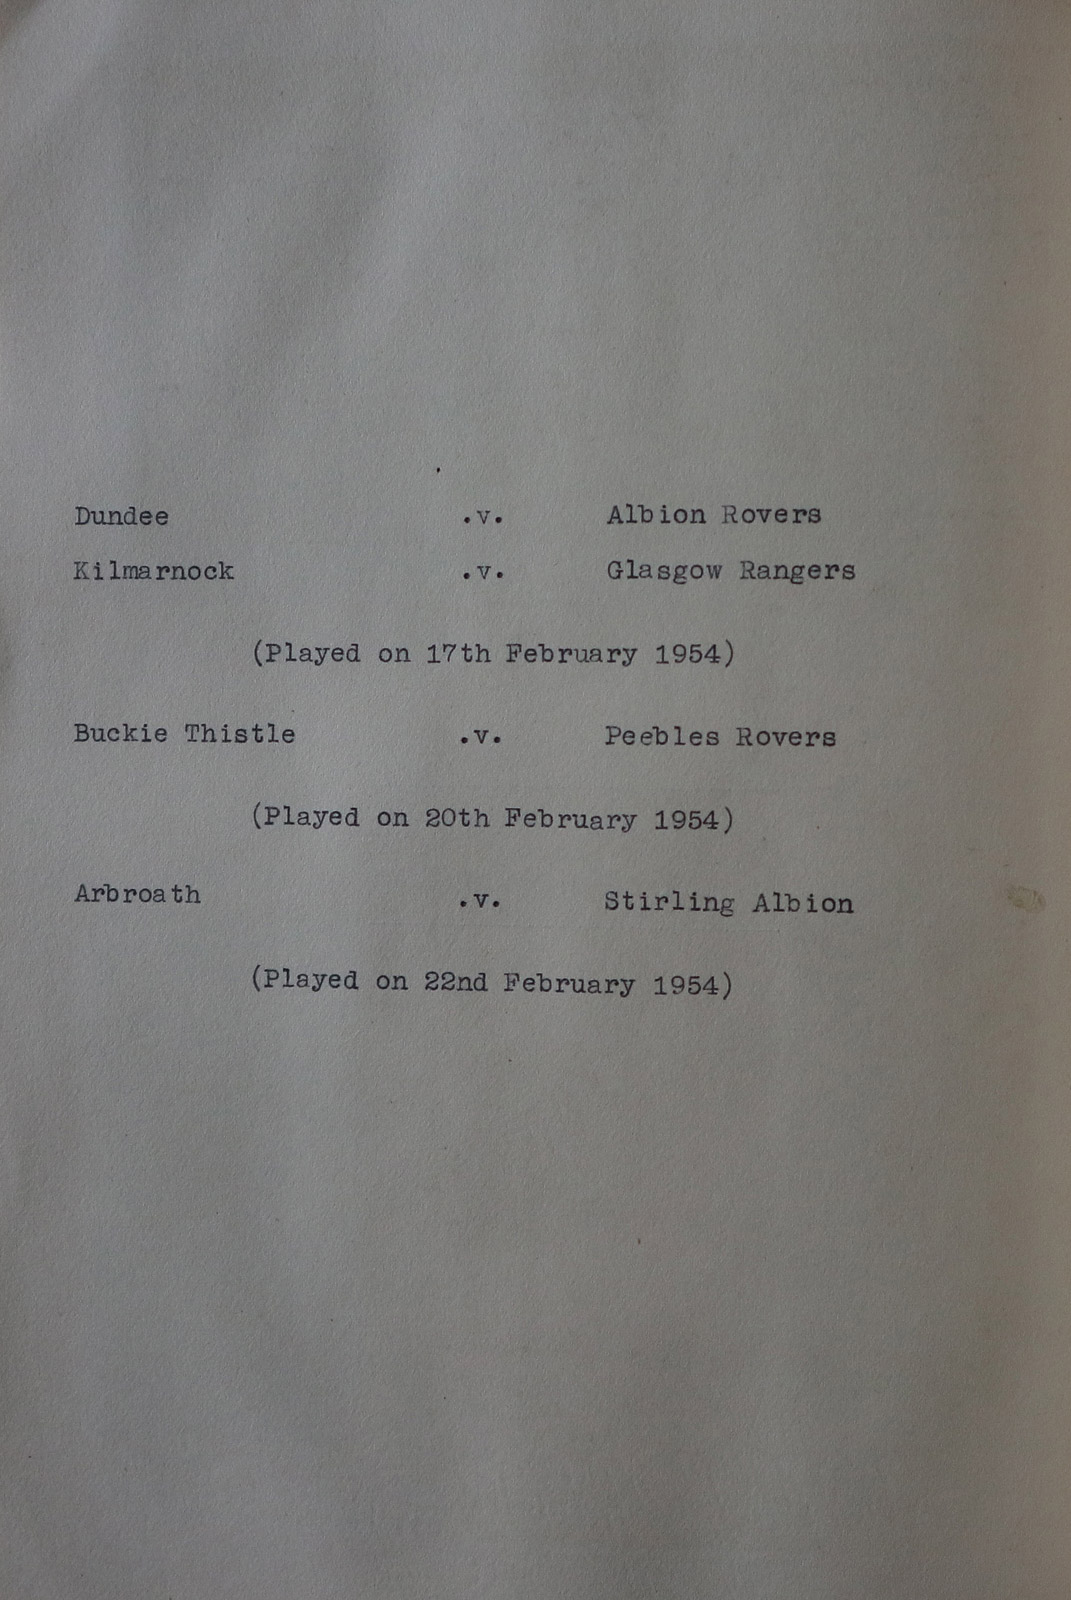 Dundee .v. Albion Rovers
Kilmarnock .v. Glasgow Rangers
(Played on 17th February 1954)
Buckie Thistle .v. Peebles Rovers
(Played on 20th February 1954)
Arbroath .v. Stirling Albion
(Played on 22nd February 1954)